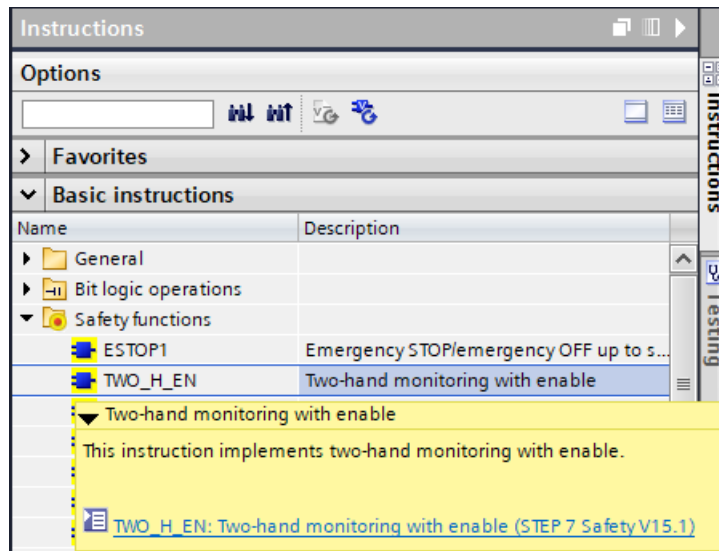 Instructions
Options
Favorites
Basic instructions
Name Description
General
Bit logic operations
Safety functions
ESTOP1 Emergency STOP/emergency OFF up to s...
TWO_H_EN Two-hand monitoring with enable
Two-hand monitoring with enable
This instruction implements two-hand monitoring with enable.
TWO_H_EN: Two-hand monitoring with enable (STEP 7 Safety V15.1)
Instructions
Testing